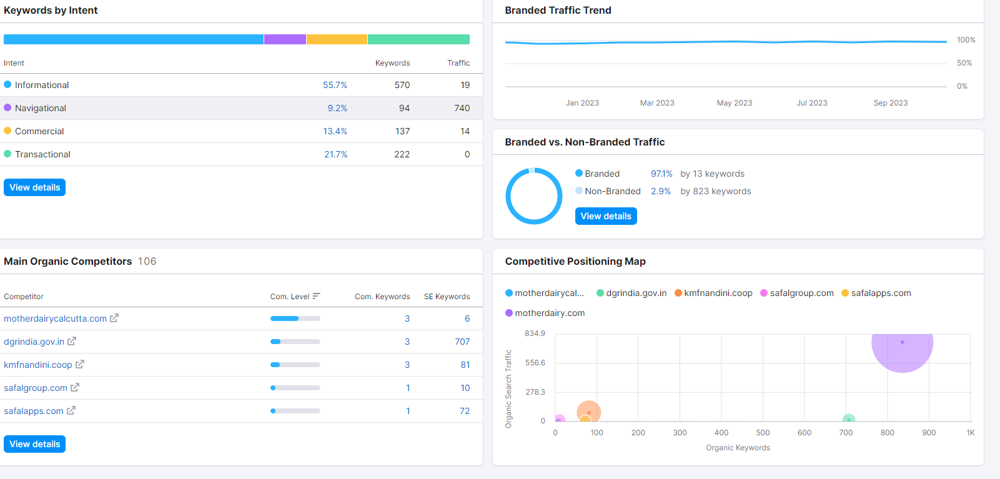 Keywords by Intent
Intent Keywords Traffic
Informational 55.7% 570 19
Navigational 9.2% 94 740
Commercial 13.4% 137 14
Transactional 21.7% 222 0
View details
Branded Traffic Trend
100%
50%
0%
Jan 2023 Mar 2023 May 2023 Jul 2023 Sep 2023
Branded vs. Non-Branded Traffic
Branded 97.1% by 13 keywords
Non-Branded 2.9% by 823 keywords
View details
Main Organic Competitors 106
Competitor Com. Level Com. Keywords SE Keywords
motherdairycalcutta.com 3 6
dgrindia.gov.in 3 707
kmfnandini.coop 3 81
safalgroup.com 1 10
safalapps.com 1 72
View details
Competitive Positioning Map
motherdairycal... dgrindia.gov.in kmfnandini.coop safalgroup.com safalapps.com
motherdairy.com
Organic Search Traffic
834.9
556.6
278.3
0
0 100 200 300 400 500 600 700 800 900 1K
Organic Keywords